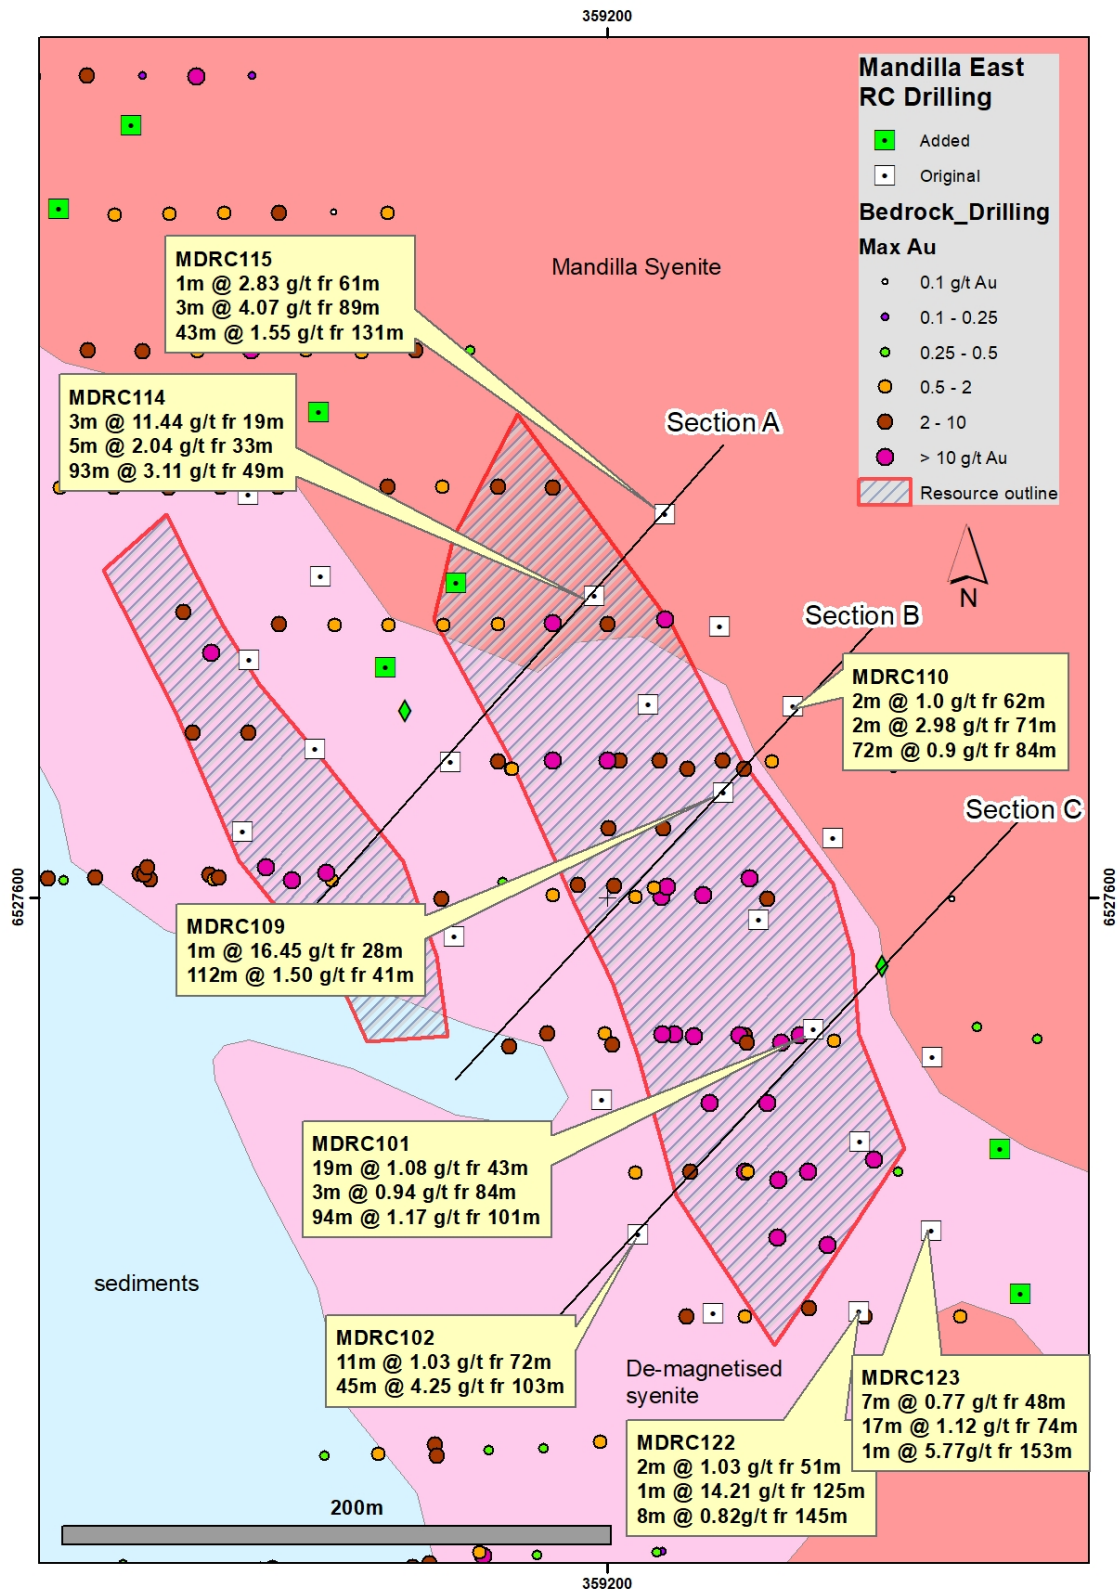 359200
Mandilla East
RC Drilling
Added
Original
Bedrock_Drilling
Max Au
0.1 g/t Au
0.1 - 0.25
0.25 - 0.5
0.5 - 2
2 - 10
> 10 g/t Au
Resource outline
N
MDRC115
1m @ 2.83 g/t fr 61m
3m @ 4.07 g/t fr 89m
43m @ 1.55 g/t fr 131m
Mandilla Syenite
MDRC114
3m @ 11.44 g/t fr 19m
5m @ 2.04 g/t fr 33m
93m @ 3.11 g/t fr 49m
Section A
Section B
MDRC110
2m @ 1.0 g/t fr 62m
2m @ 2.98 g/t fr 71m
72m @ 0.9 g/t fr 84m
Section C
6527600
6527600
MDRC109
1m @ 16.45 g/t fr 28m
112m @ 1.50 g/t fr 41m
MDRC101
19m @ 1.08 g/t fr 43m
3m @ 0.94 g/t fr 84m
94m @ 1.17 g/t fr 101m
sediments
MDRC102
11m @ 1.03 g/t fr 72m
45m @ 4.25 g/t fr 103m
De-magnetised
syenite
MDRC123
7m @ 0.77 g/t fr 48m
17m @ 1.12 g/t fr 74m
1m @ 5.77g/t fr 153m
MDRC122
2m @ 1.03 g/t fr 51m
1m @ 14.21 g/t fr 125m
8m @ 0.82g/t fr 145m
200m
359200